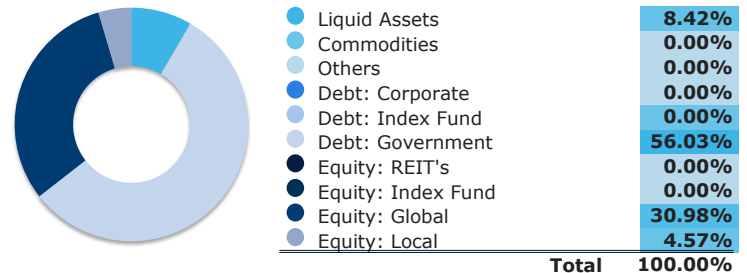 Liquid Assets 8.42%
Commodities 0.00%
Others 0.00%
Debt: Corporate 0.00%
Debt: Index Fund 0.00%
Debt: Government 56.03%
Equity: REIT's 0.00%
Equity: Index Fund 0.00%
Equity: Global 30.98%
Equity: Local 4.57%
Total 100.00%